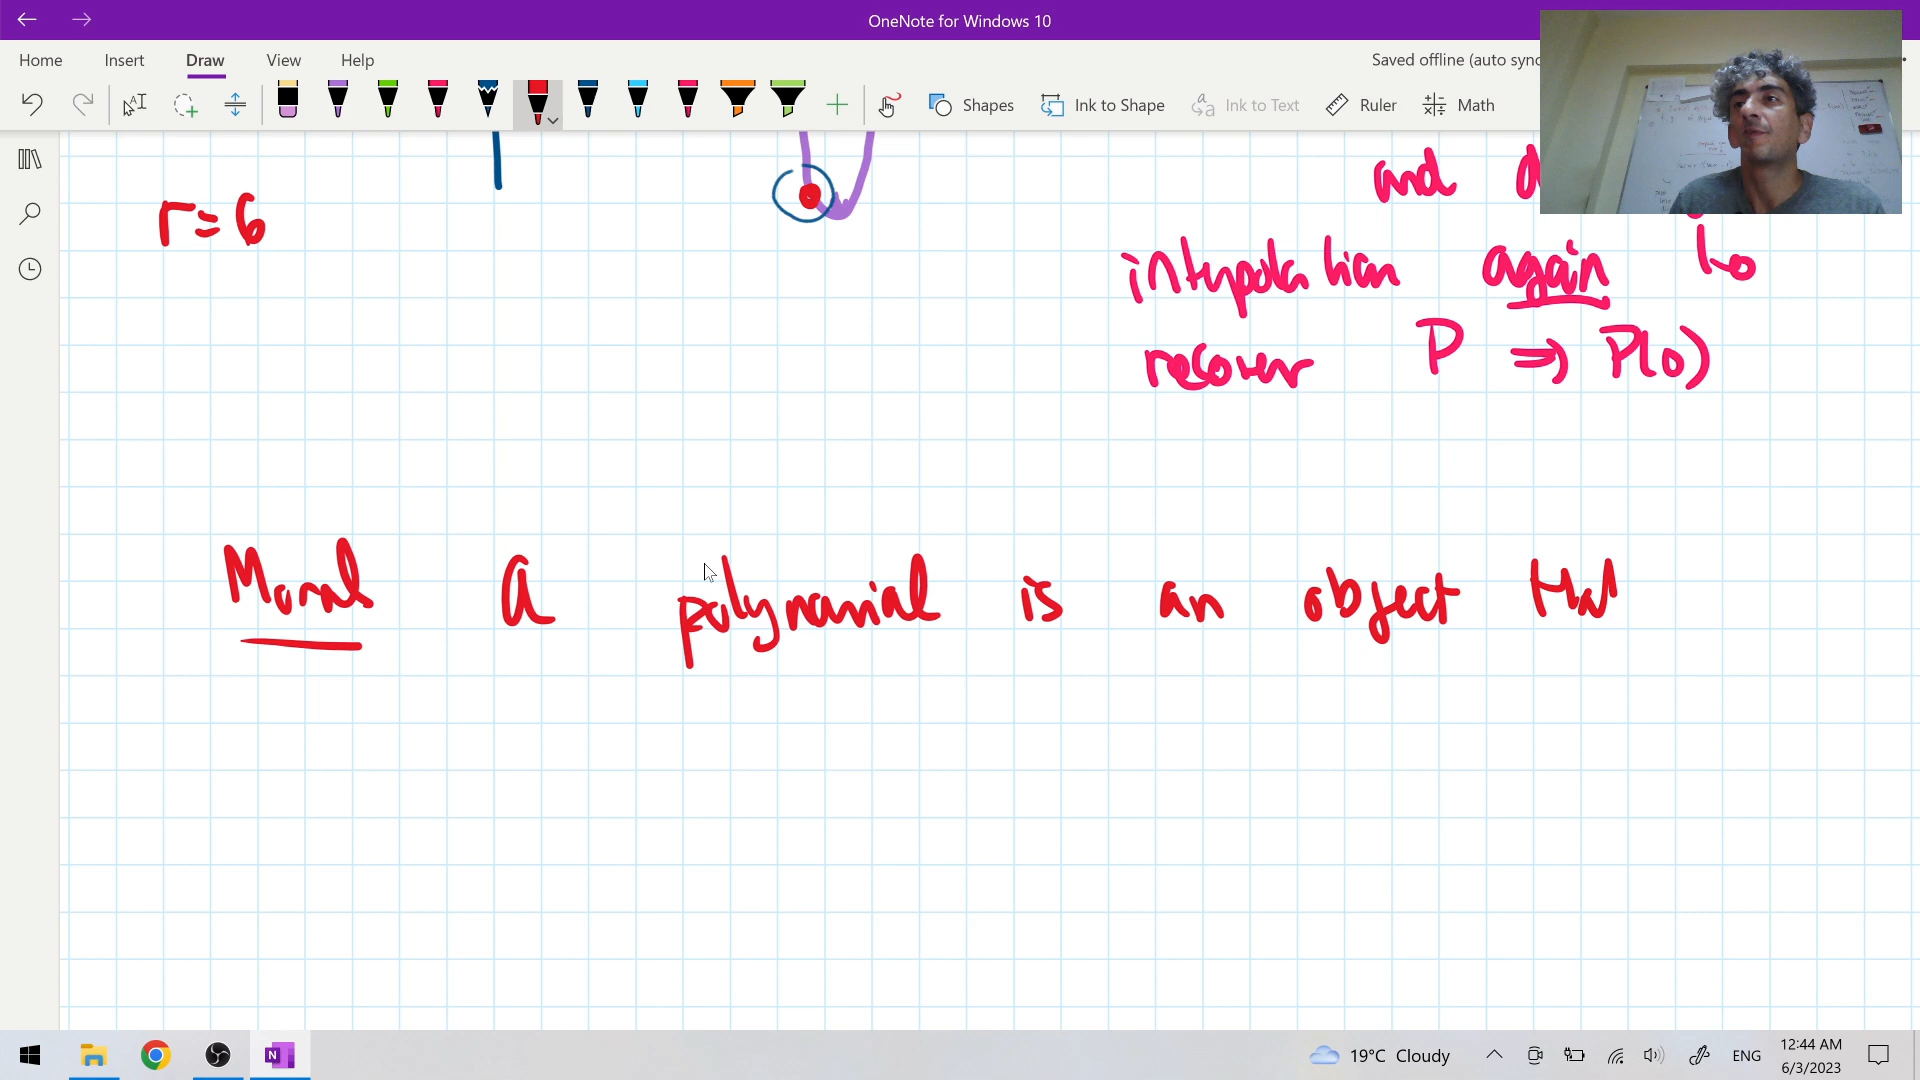 OneNote for Windows 10
Home Insert Draw View Help Saved offline (auto sync
Shapes Ink to Shape Ink to Text Ruler Math
and
r = 6
interpolation again to
recover P ⇒ P(0)
Moral a polynomial is an object that
19°C Cloudy ENG 12:44 AM
6/3/2023